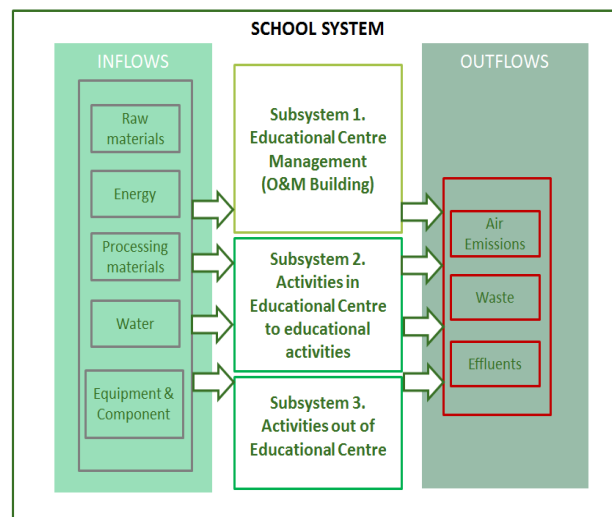 SCHOOL SYSTEM
INFLOWS
Raw
materials
Energy
Processing
materials
Water
Equipment &
Component
Subsystem 1.
Educational Centre
Management
(O&M Building)
Subsystem 2.
Activities in
Educational Centre
to educational
activities
Subsystem 3.
Activities out of
Educational Centre
OUTFLOWS
Air
Emissions
Waste
Effluents